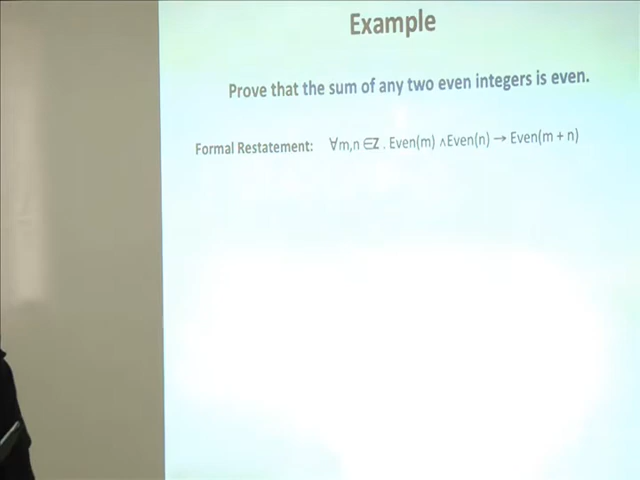 Example
Prove that the sum of any two even integers is even.
Formal Restatement: ∀m,n ∈Z . Even(m) ∧Even(n) → Even(m + n)